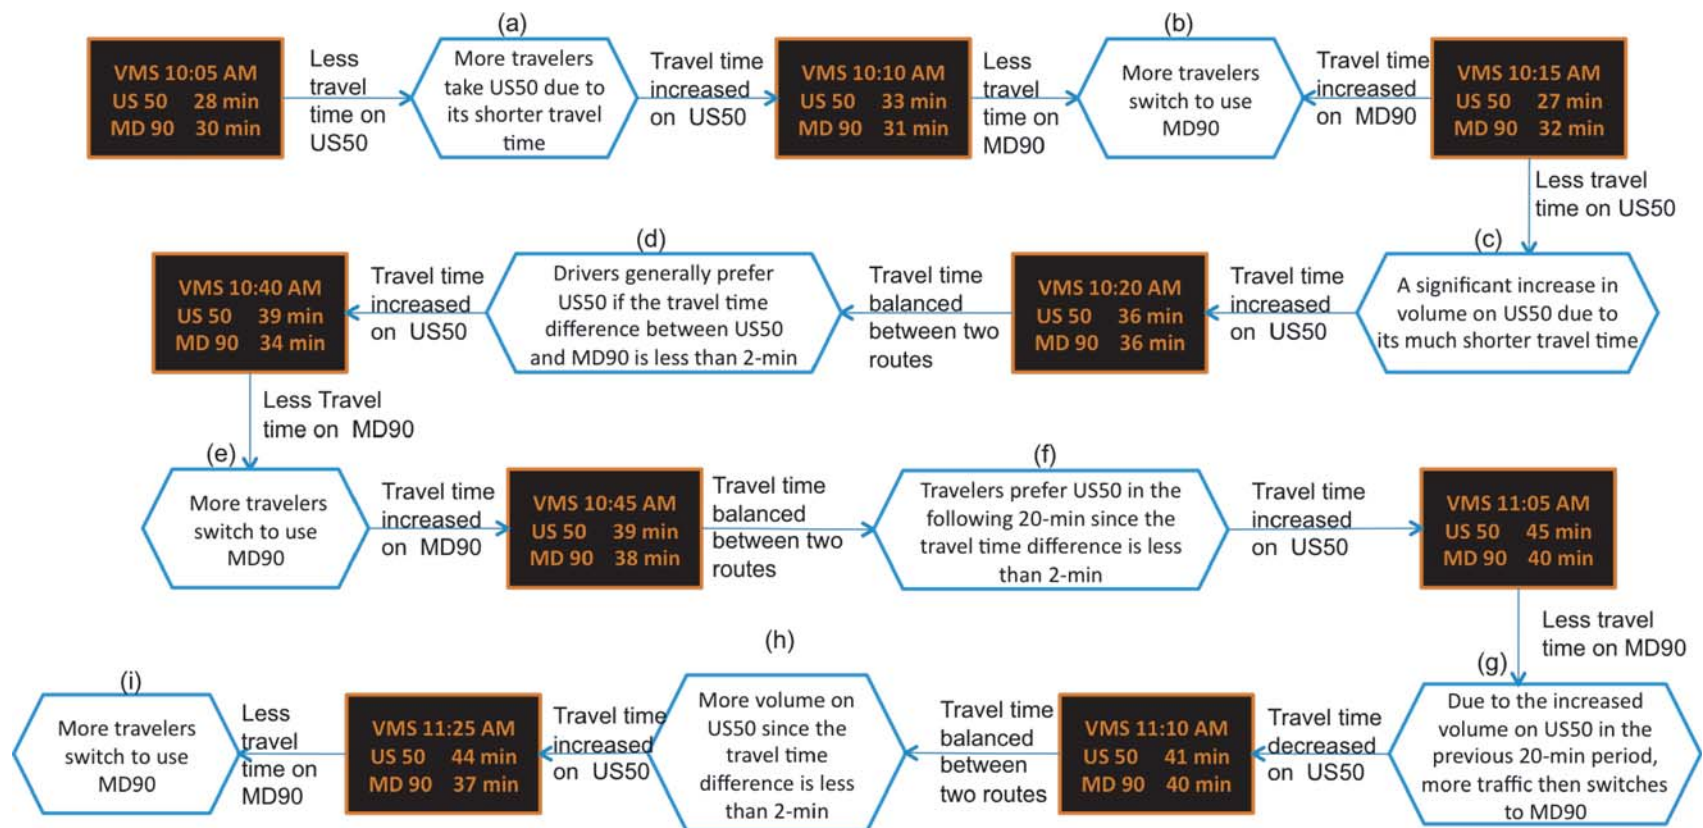 (a)
(b)
VMS 10:05 AM
US 50 28 min
MD 90 30 min
Less
travel
time on
US50
More travelers
take US50 due to
its shorter travel
time
Travel time
increased
on US50
VMS 10:10 AM
US 50 33 min
MD 90 31 min
Less
travel
time on
MD90
More travelers
switch to use
MD90
Travel time
increased
on MD90
VMS 10:15 AM
US 50 27 min
MD 90 32 min
Less travel
time on US50
(c)
A significant increase in
volume on US50 due to
its much shorter travel time
Travel time
increased
on US50
VMS 10:20 AM
US 50 36 min
MD 90 36 min
Travel time
balanced
between two
routes
(d)
Drivers generally prefer
US50 if the travel time
difference between US50
and MD90 is less than 2-min
Travel time
increased
on US50
VMS 10:40 AM
US 50 39 min
MD 90 34 min
Less Travel
time on MD90
(e)
More travelers
switch to use
MD90
Travel time
increased
on MD90
VMS 10:45 AM
US 50 39 min
MD 90 38 min
Travel time
balanced
between two
routes
(f)
Travelers prefer US50 in the
following 20-min since the
travel time difference is less
than 2-min
Travel time
increased
on US50
VMS 11:05 AM
US 50 45 min
MD 90 40 min
Less travel
time on MD90
(g)
Due to the increased
volume on US50 in the
previous 20-min period,
more traffic then switches
to MD90
Travel time
decreased
on US50
VMS 11:10 AM
US 50 41 min
MD 90 40 min
Travel time
balanced
between
two routes
(h)
More volume on
US50 since the
travel time
difference is less
than 2-min
Travel time
increased
on US50
VMS 11:25 AM
US 50 44 min
MD 90 37 min
Less
travel
time on
MD90
(i)
More travelers
switch to use
MD90